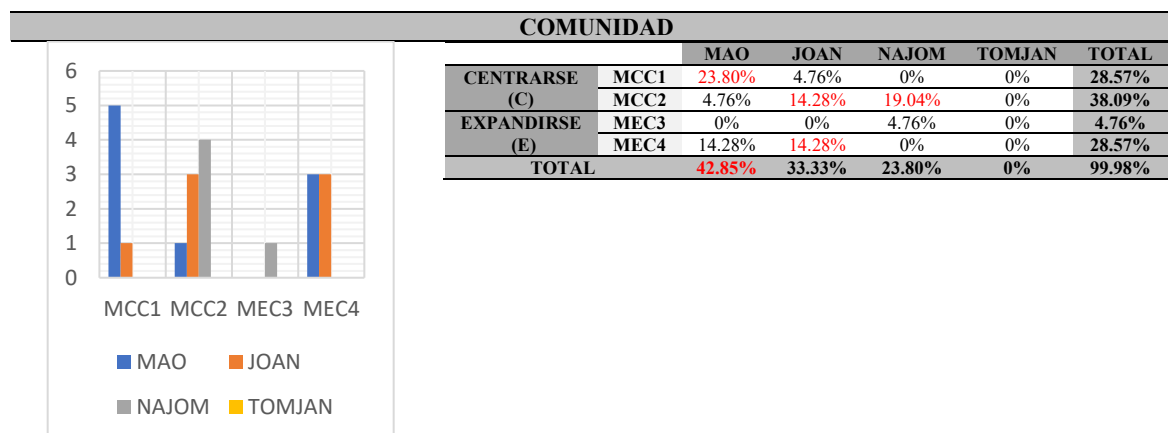 COMUNIDAD
6
5
4
3
2
1
0
MCC1 MCC2 MEC3 MEC4
MAO JOAN
NAJOM TOMJAN
MAO JOAN NAJOM TOMJAN TOTAL
CENTRARSE MCC1 23.80% 4.76% 0% 0% 28.57%
(C) MCC2 4.76% 14.28% 19.04% 0% 38.09%
EXPANDIRSE MEC3 0% 0% 4.76% 0% 4.76%
(E) MEC4 14.28% 14.28% 0% 0% 28.57%
TOTAL 42.85% 33.33% 23.80% 0% 99.98%